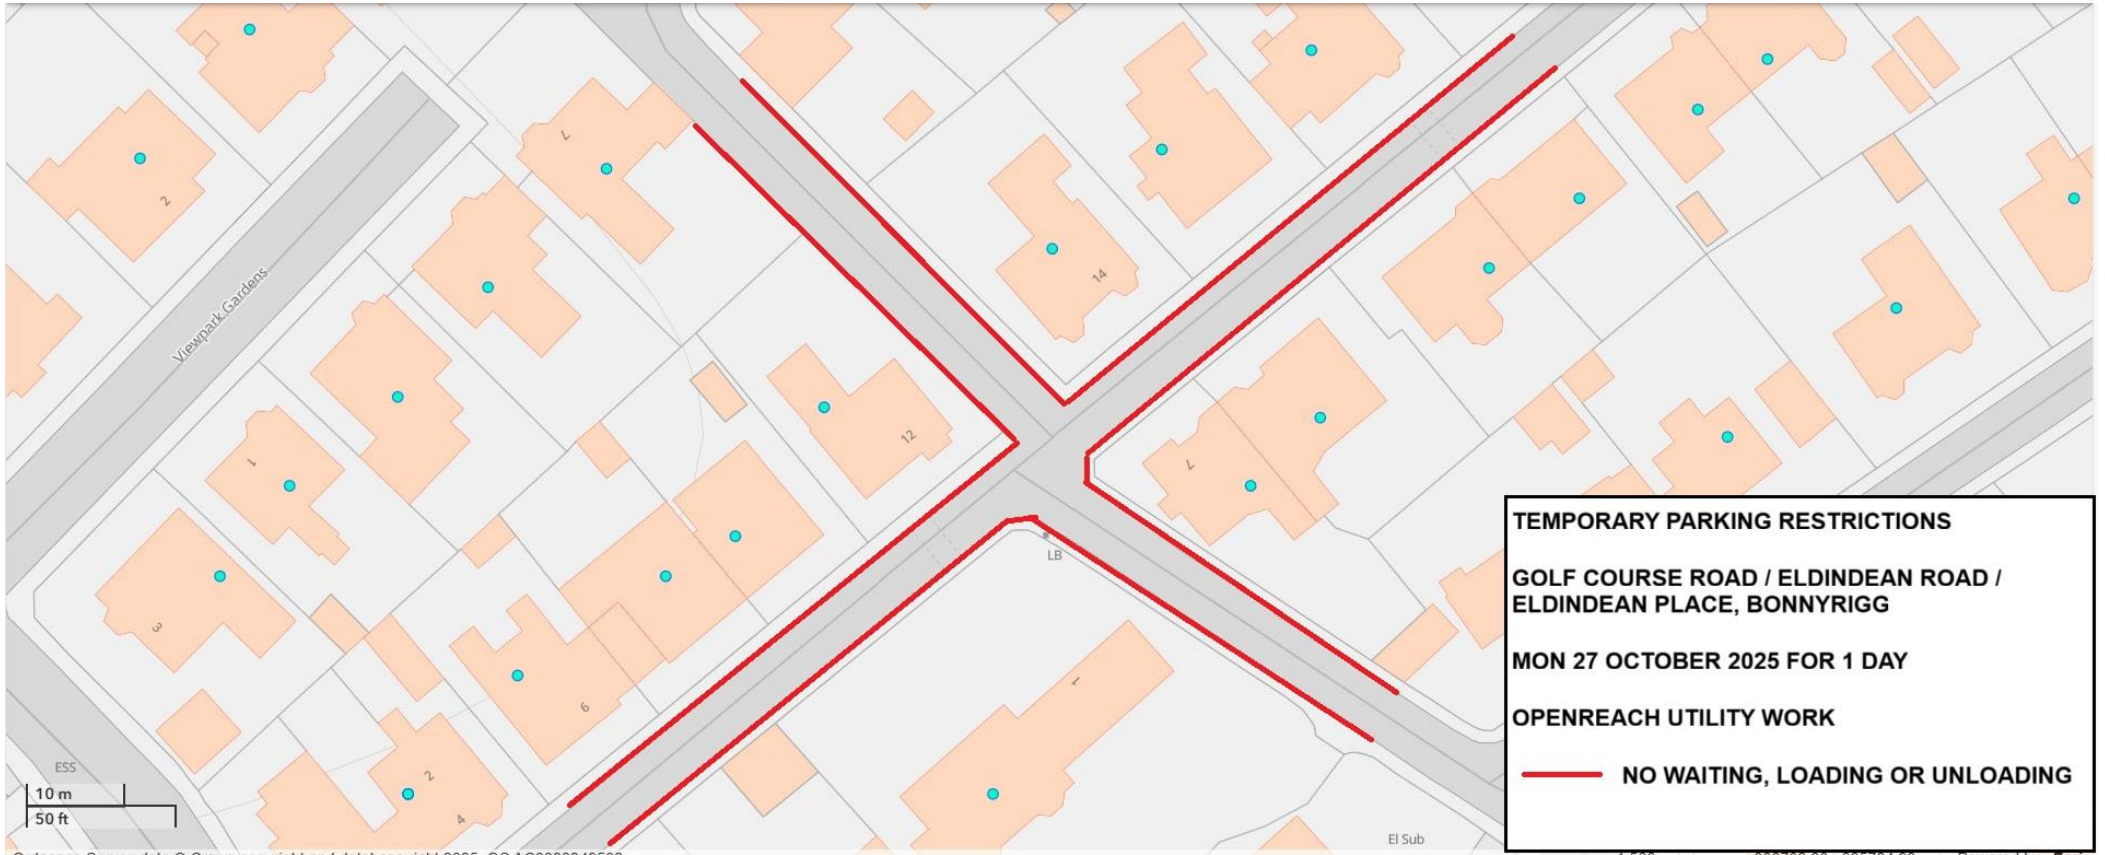 7
2
Viewpark Gardens
14
12
1
7
3
LB
1
6
2
4
ESS
10 m
50 ft
El Sub
TEMPORARY PARKING RESTRICTIONS
GOLF COURSE ROAD / ELDINDEAN ROAD /
ELDINDEAN PLACE, BONNYRIGG
MON 27 OCTOBER 2025 FOR 1 DAY
OPENREACH UTILITY WORK
NO WAITING, LOADING OR UNLOADING